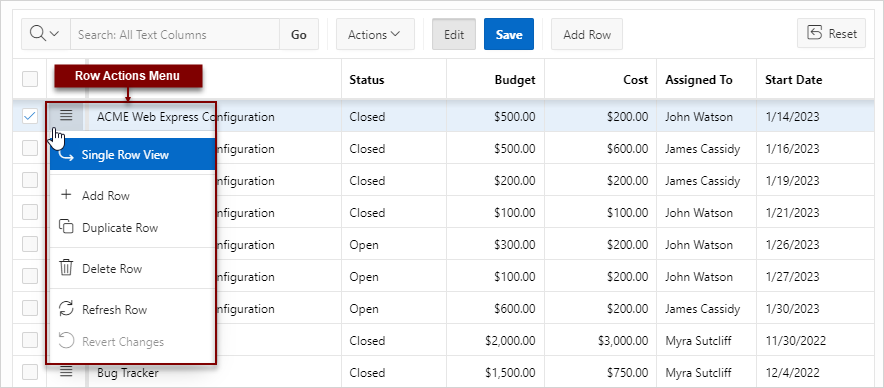 Search: All Text Columns Go Actions Edit Save Add Row Reset
Row Actions Menu Status Budget Cost Assigned To Start Date
ACME Web Express Configuration Closed $500.00 $200.00 John Watson 1/14/2023
Single Row View nfiguration Closed $500.00 $600.00 James Cassidy 1/16/2023
nfiguration Closed $200.00 $200.00 James Cassidy 1/19/2023
Add Row
nfiguration Closed $100.00 $100.00 John Watson 1/21/2023
Duplicate Row
nfiguration Open $300.00 $200.00 John Watson 1/26/2023
Delete Row nfiguration Open $100.00 $200.00 John Watson 1/27/2023
Refresh Row nfiguration Open $600.00 $200.00 James Cassidy 1/30/2023
Revert Changes Closed $2,000.00 $3,000.00 Myra Sutcliff 11/30/2022
Bug Tracker Closed $1,500.00 $750.00 Myra Sutcliff 12/4/2022